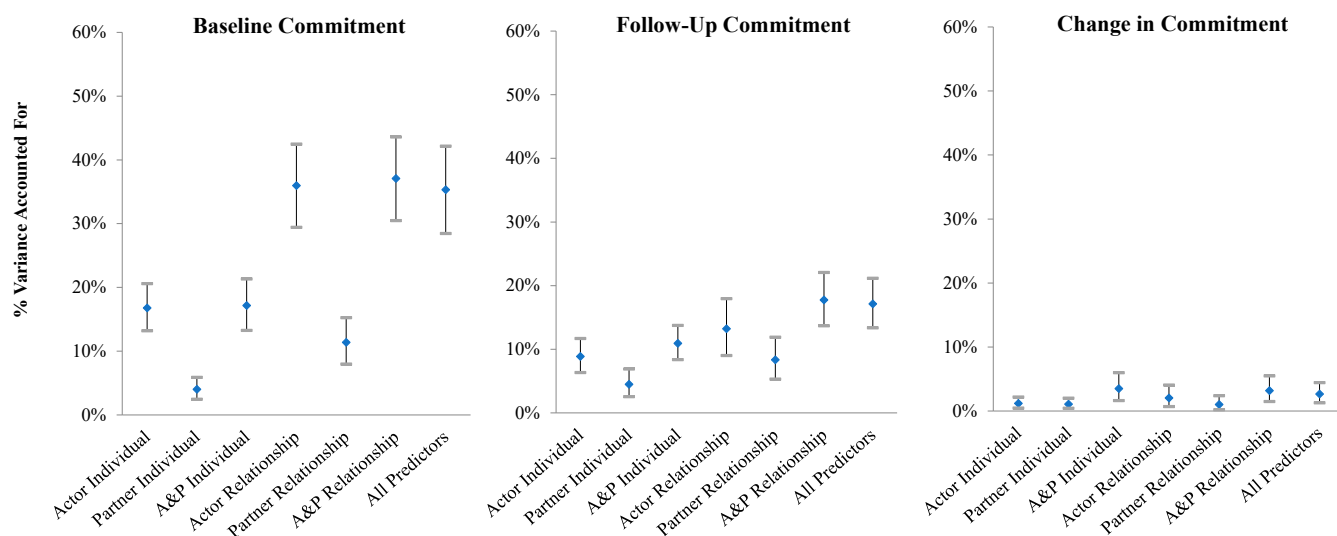 Baseline Commitment
% Variance Accounted For
60%
50%
40%
30%
20%
10%
0%
Actor Individual
Partner Individual
A&P Individual
Actor Relationship
Partner Relationship
A&P Relationship
All Predictors
Follow-Up Commitment
60%
50%
40%
30%
20%
10%
0%
Actor Individual
Partner Individual
A&P Individual
Actor Relationship
Partner Relationship
A&P Relationship
All Predictors
Change in Commitment
60%
50%
40%
30%
20%
10%
0%
Actor Individual
Partner Individual
A&P Individual
Actor Relationship
Partner Relationship
A&P Relationship
All Predictors